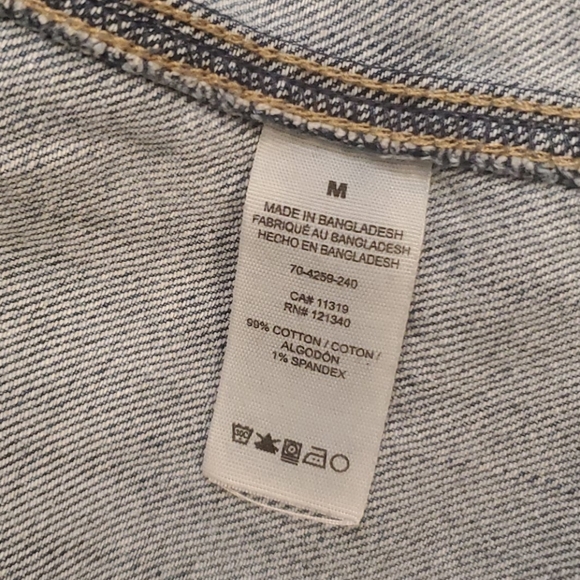 M
MADE IN BANGLADESH
FABRIQUÉ AU BANGLADESH
HECHO EN BANGLADESH
70-4259-240
CA# 11319
RN# 121340
99% COTTON / COTON /
ALGODÓN
1% SPANDEX